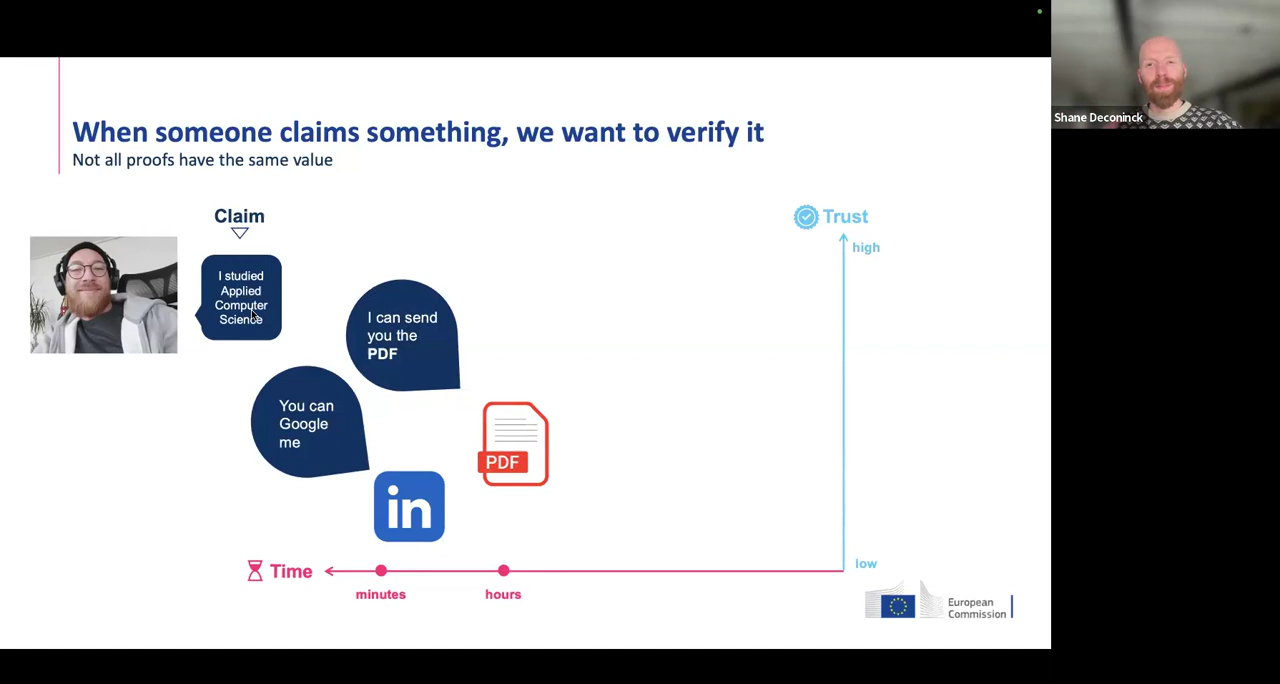 When someone claims something, we want to verify it
Not all proofs have the same value
Shane Deconinck
Claim
I studied
Applied
Computer
Science
I can send
you the
PDF
You can
Google
me
PDF
in
Trust
high
low
Time
minutes
hours
European
Commission